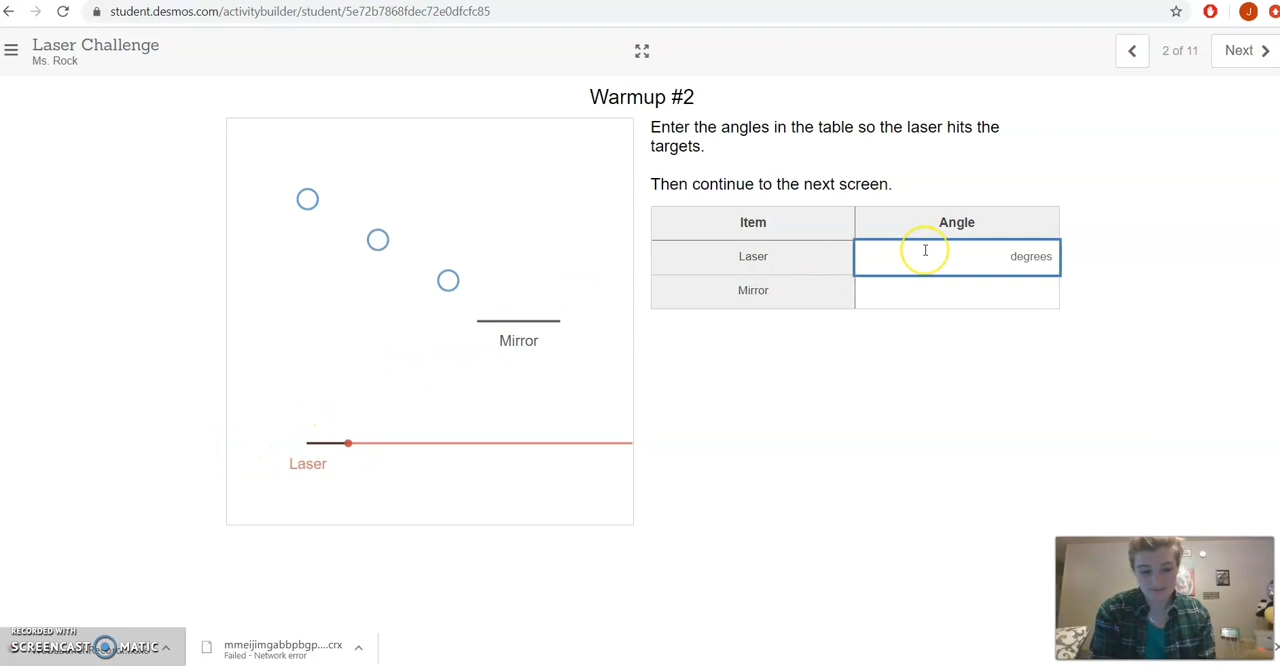 student.desmos.com/activitybuilder/student/5e72b7868fdec72e0dfcfc85
J
Laser Challenge
Ms. Rock
2 of 11
Next
Warmup #2
Enter the angles in the table so the laser hits the
targets.
Then continue to the next screen.
Item Angle
Laser degrees
Mirror
Mirror
Laser
RECORDED WITH
SCREENCAST MATIC
mmeijimgabbpbgp....crx
Failed - Network error